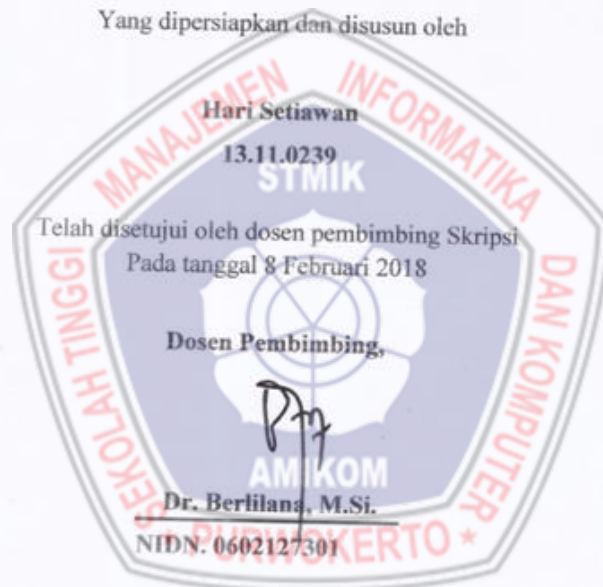 Yang dipersiapkan dan disusun oleh
Hari Setiawan
13.11.0239
Telah disetujui oleh dosen pembimbing Skripsi
Pada tanggal 8 Februari 2018
Dosen Pembimbing,
Dr. Berlilana, M.Si.
NIDN. 0602127301
SEKOLAH TINGGI MANAJEMEN INFORMATIKA DAN KOMPUTER
STMIK
AMIKOM
* PURWOKERTO *